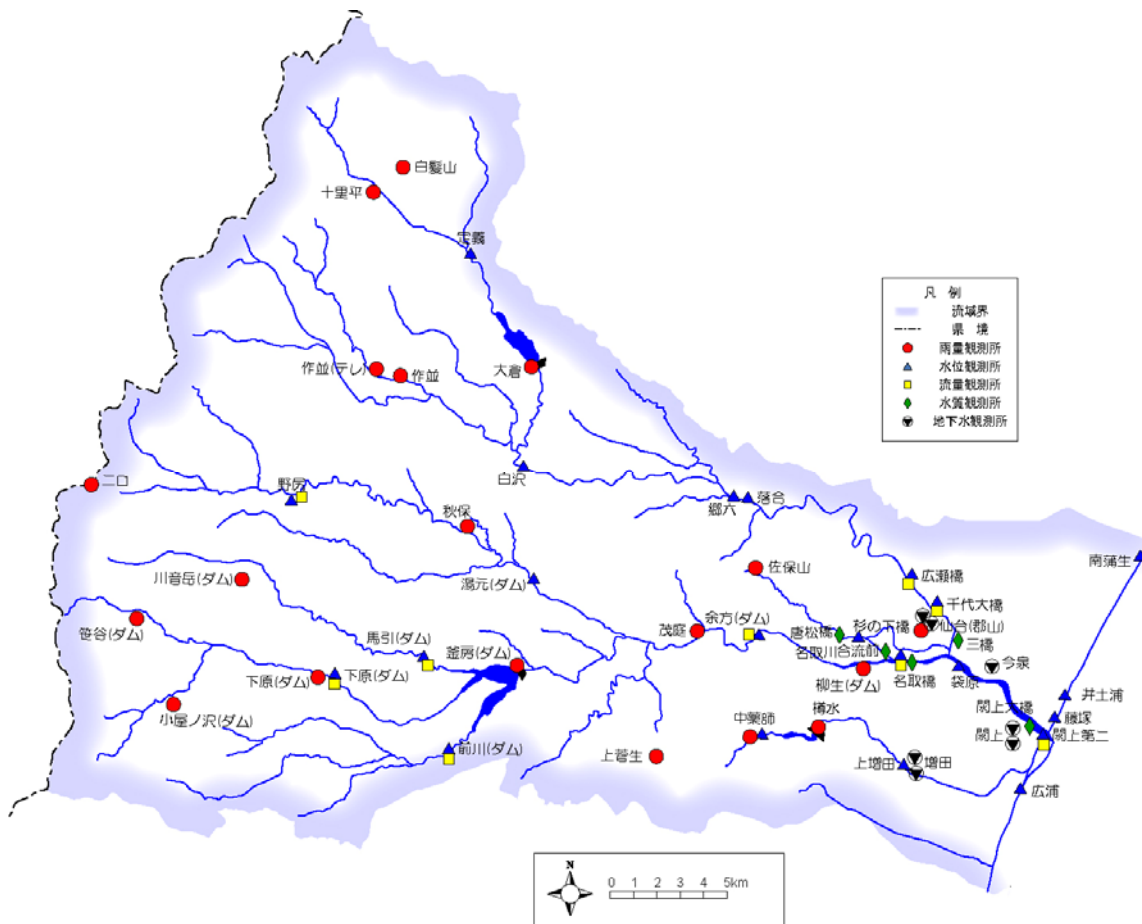 白髪山
十里平
定義
凡 例
流域界
県 境
雨量観測所
水位観測所
流量観測所
水質観測所
地下水観測所
作並(テレ)
作並
大倉
二口
野尻
白沢
秋保
郷六
落合
南蒲生
川音岳(ダム)
湯元(ダム)
佐保山
広瀬橋
千代大橋
笹谷(ダム)
馬引(ダム)
釜房(ダム)
茂庭
余方(ダム)
唐松橋
杉の下橋
仙台(郡山)
三橋
名取川合流前
下原(ダム)
下原(ダム)
柳生(ダム)
名取橋
袋原
今泉
小屋ノ沢(ダム)
前川(ダム)
上菅生
中薬師
樽水
閖上大橋
井土浦
藤塚
閖上
閖上第二
上増田
増田
広浦
N
0 1 2 3 4 5km